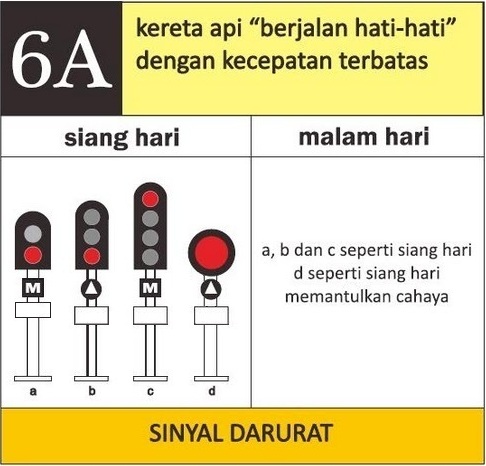 6A
kereta api “berjalan hati-hati”
dengan kecepatan terbatas
siang hari
malam hari
M
M
a
b
c
d
a, b dan c seperti siang hari
d seperti siang hari
memantulkan cahaya
SINYAL DARURAT